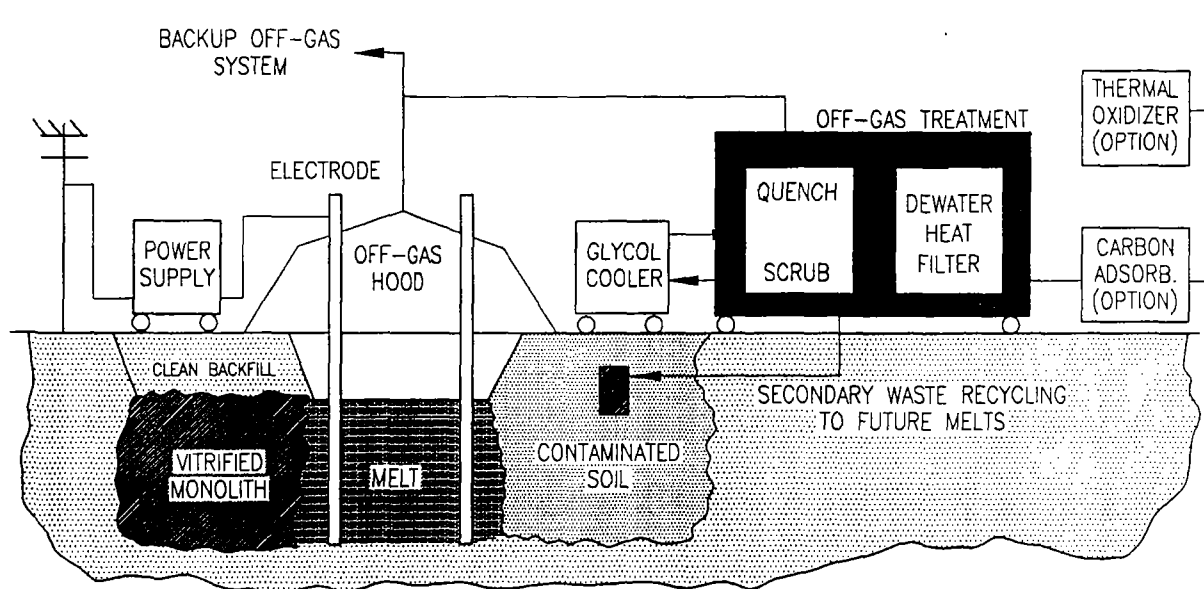 BACKUP OFF-GAS
SYSTEM
THERMAL
OXIDIZER
(OPTION)
OFF-GAS TREATMENT
ELECTRODE
QUENCH
SCRUB
DEWATER
HEAT
FILTER
POWER
SUPPLY
OFF-GAS
HOOD
GLYCOL
COOLER
CARBON
ADSORB.
(OPTION)
CLEAN BACKFILL
SECONDARY WASTE RECYCLING
TO FUTURE MELTS
VITRIFIED
MONOLITH
MELT
CONTAMINATED
SOIL